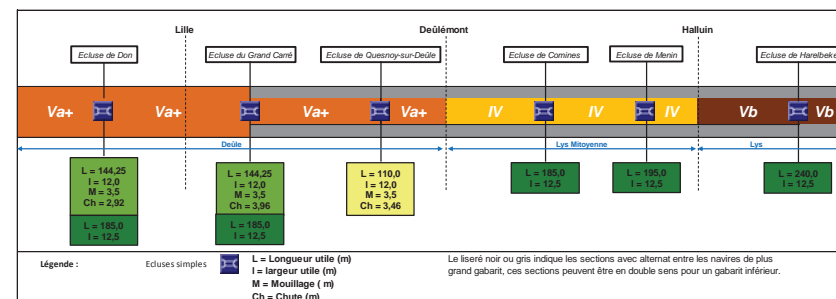 Lille
Deûlémont
Halluin
Ecluse de Don
Ecluse du Grand Carré
Ecluse de Quesnoy-sur-Deûle
Ecluse de Comines
Ecluse de Menin
Ecluse de Harelbeke
Va+
Va+
Va+
Va+
IV
IV
IV
Vb
Vb
Deûle
Lys Mitoyenne
Lys
L = 144,25
l = 12,0
M = 3,5
Ch = 2,92
L = 185,0
l = 12,5
L = 144,25
l = 12,0
M = 3,5
Ch = 3,96
L = 185,0
l = 12,5
L = 110,0
l = 12,0
M = 3,5
Ch = 3,46
L = 185,0
l = 12,5
L = 195,0
l = 12,5
L = 240,0
l = 12,5
Légende :
Ecluses simples
L = Longueur utile (m)
l = largeur utile (m)
M = Mouillage ( m)
Ch = Chute (m)
Le liseré noir ou gris indique les sections avec alternat entre les navires de plus
grand gabarit, ces sections peuvent être en double sens pour un gabarit inférieur.